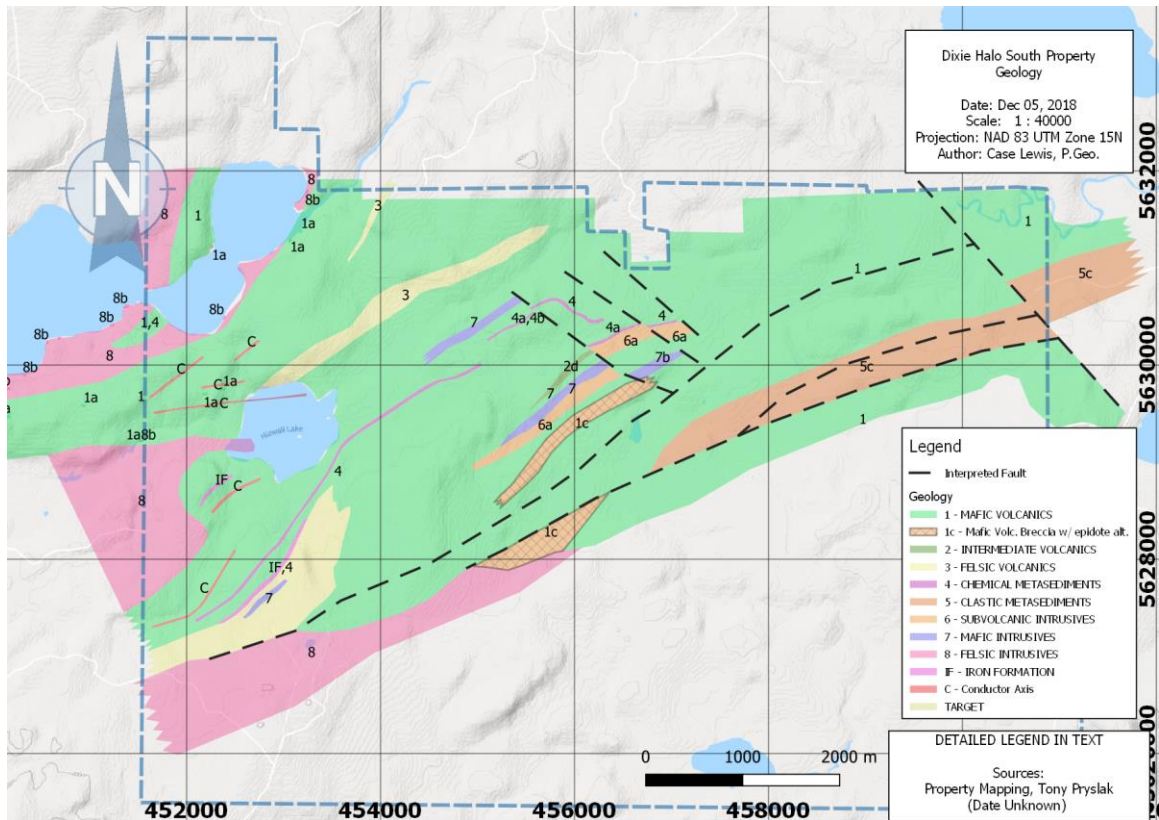 Dixie Halo South Property
Geology
Date: Dec 05, 2018
Scale: 1 : 40000
Projection: NAD 83 UTM Zone 15N
Author: Case Lewis, P.Geo.
N
5632000
5630000
5628000
452000
454000
456000
458000
8
8b
3
8
1
1a
1a
1
1a
1
5c
3
8b
8b
8b
1,4
8b
8
8b
C
C
4
7
4a,4b
4
4a
6a
6a
7b
2d
7
7
5c
C
1a
1a
1
1a
C
1a8b
6a
1c
1
8
IF
C
4
1c
IF,4
C
7
8
Legend
Interpreted Fault
Geology
1 - MAFIC VOLCANICS
1c - Mafic Volc. Breccia w/ epidote alt.
2 - INTERMEDIATE VOLCANICS
3 - FELSIC VOLCANICS
4 - CHEMICAL METASEDIMENTS
5 - CLASTIC METASEDIMENTS
6 - SUBVOLCANIC INTRUSIVES
7 - MAFIC INTRUSIVES
8 - FELSIC INTRUSIVES
IF - IRON FORMATION
C - Conductor Axis
TARGET
0 1000 2000 m
DETAILED LEGEND IN TEXT
Sources:
Property Mapping, Tony Pryslak
(Date Unknown)